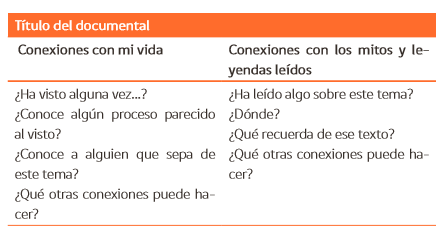 Título del documental
Conexiones con mi vida
¿Ha visto alguna vez...?
¿Conoce algún proceso parecido
al visto?
¿Conoce a alguien que sepa de
este tema?
¿Qué otras conexiones puede ha-
cer?
Conexiones con los mitos y le-
yendas leídos
¿Ha leído algo sobre este tema?
¿Dónde?
¿Qué recuerda de ese texto?
¿Qué otras conexiones puede ha-
cer?